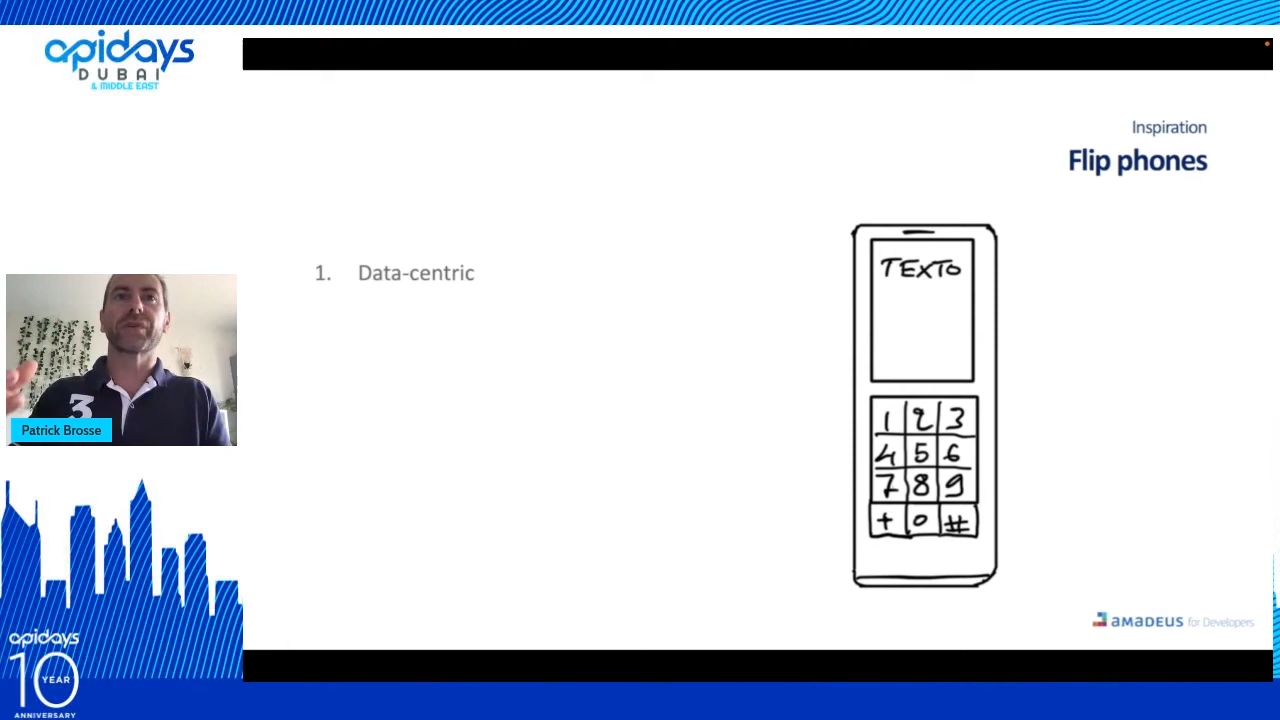 apidays
DUBAI
& MIDDLE EAST
Inspiration
Flip phones
1. Data-centric
TEXTO
1 2 3
4 5 6
7 8 9
+ 0 #
3
Patrick Brosse
amadeus for Developers
apidays
10
YEAR
ANNIVERSARY